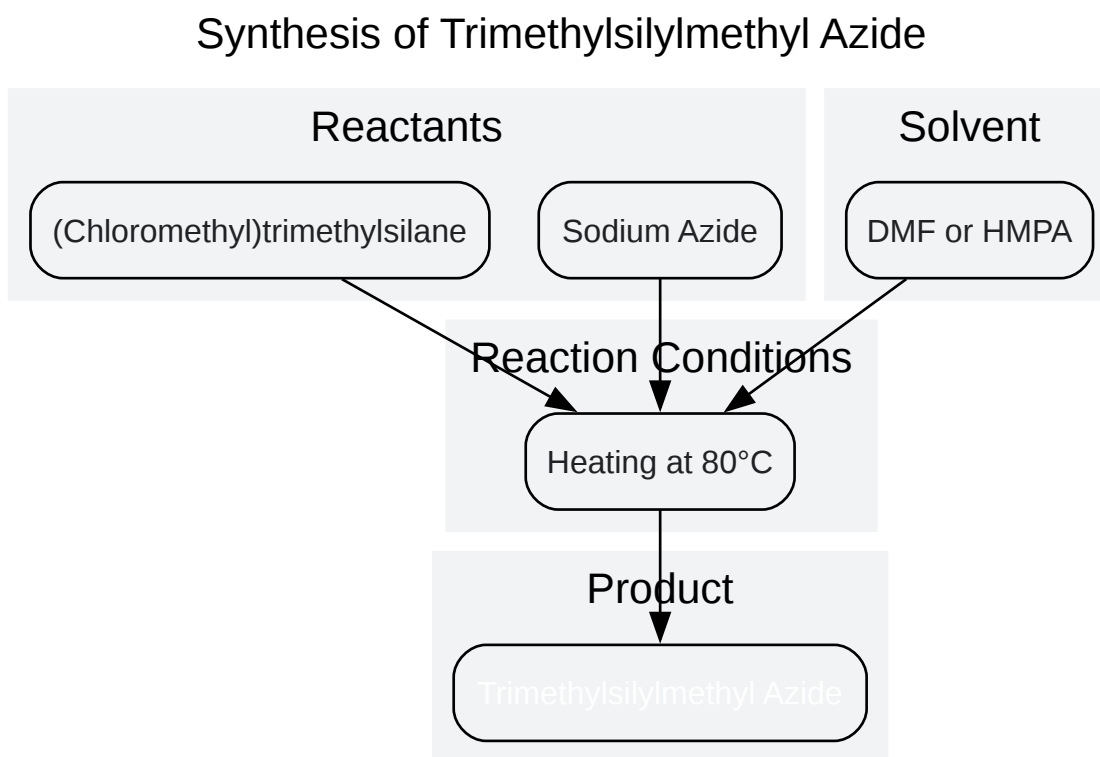 Synthesis of Trimethylsilylmethyl Azide
Reactants
Solvent
(Chloromethyl)trimethylsilane
Sodium Azide
DMF or HMPA
Reaction Conditions
Heating at 80°C
Product
Trimethylsilylmethyl Azide